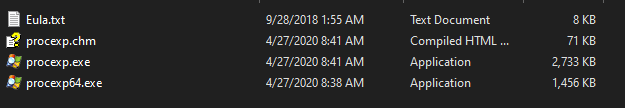 Eula.txt 9/28/2018 1:55 AM Text Document 8 KB
procexp.chm 4/27/2020 8:41 AM Compiled HTML ... 71 KB
procexp.exe 4/27/2020 8:41 AM Application 2,733 KB
procexp64.exe 4/27/2020 8:38 AM Application 1,456 KB